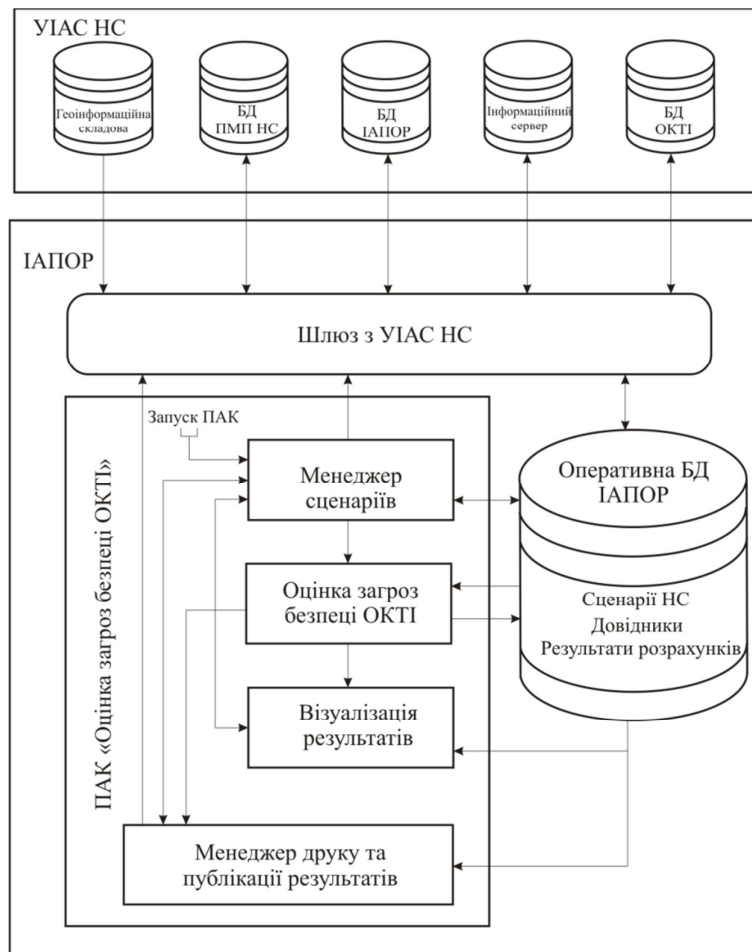 УІАС НС
Геоінформаційна
складова
БД
ПМП НС
БД
ІАПОР
Інформаційний
сервер
БД
ОКТІ
ІАПОР
Шлюз з УІАС НС
ПАК «Оцінка загроз безпеці ОКТІ»
Запуск ПАК
Менеджер
сценаріїв
Оперативна БД
ІАПОР
Оцінка загроз
безпеці ОКТІ
Сценарії НС
Довідники
Результати розрахунків
Візуалізація
результатів
Менеджер друку та
публікації результатів